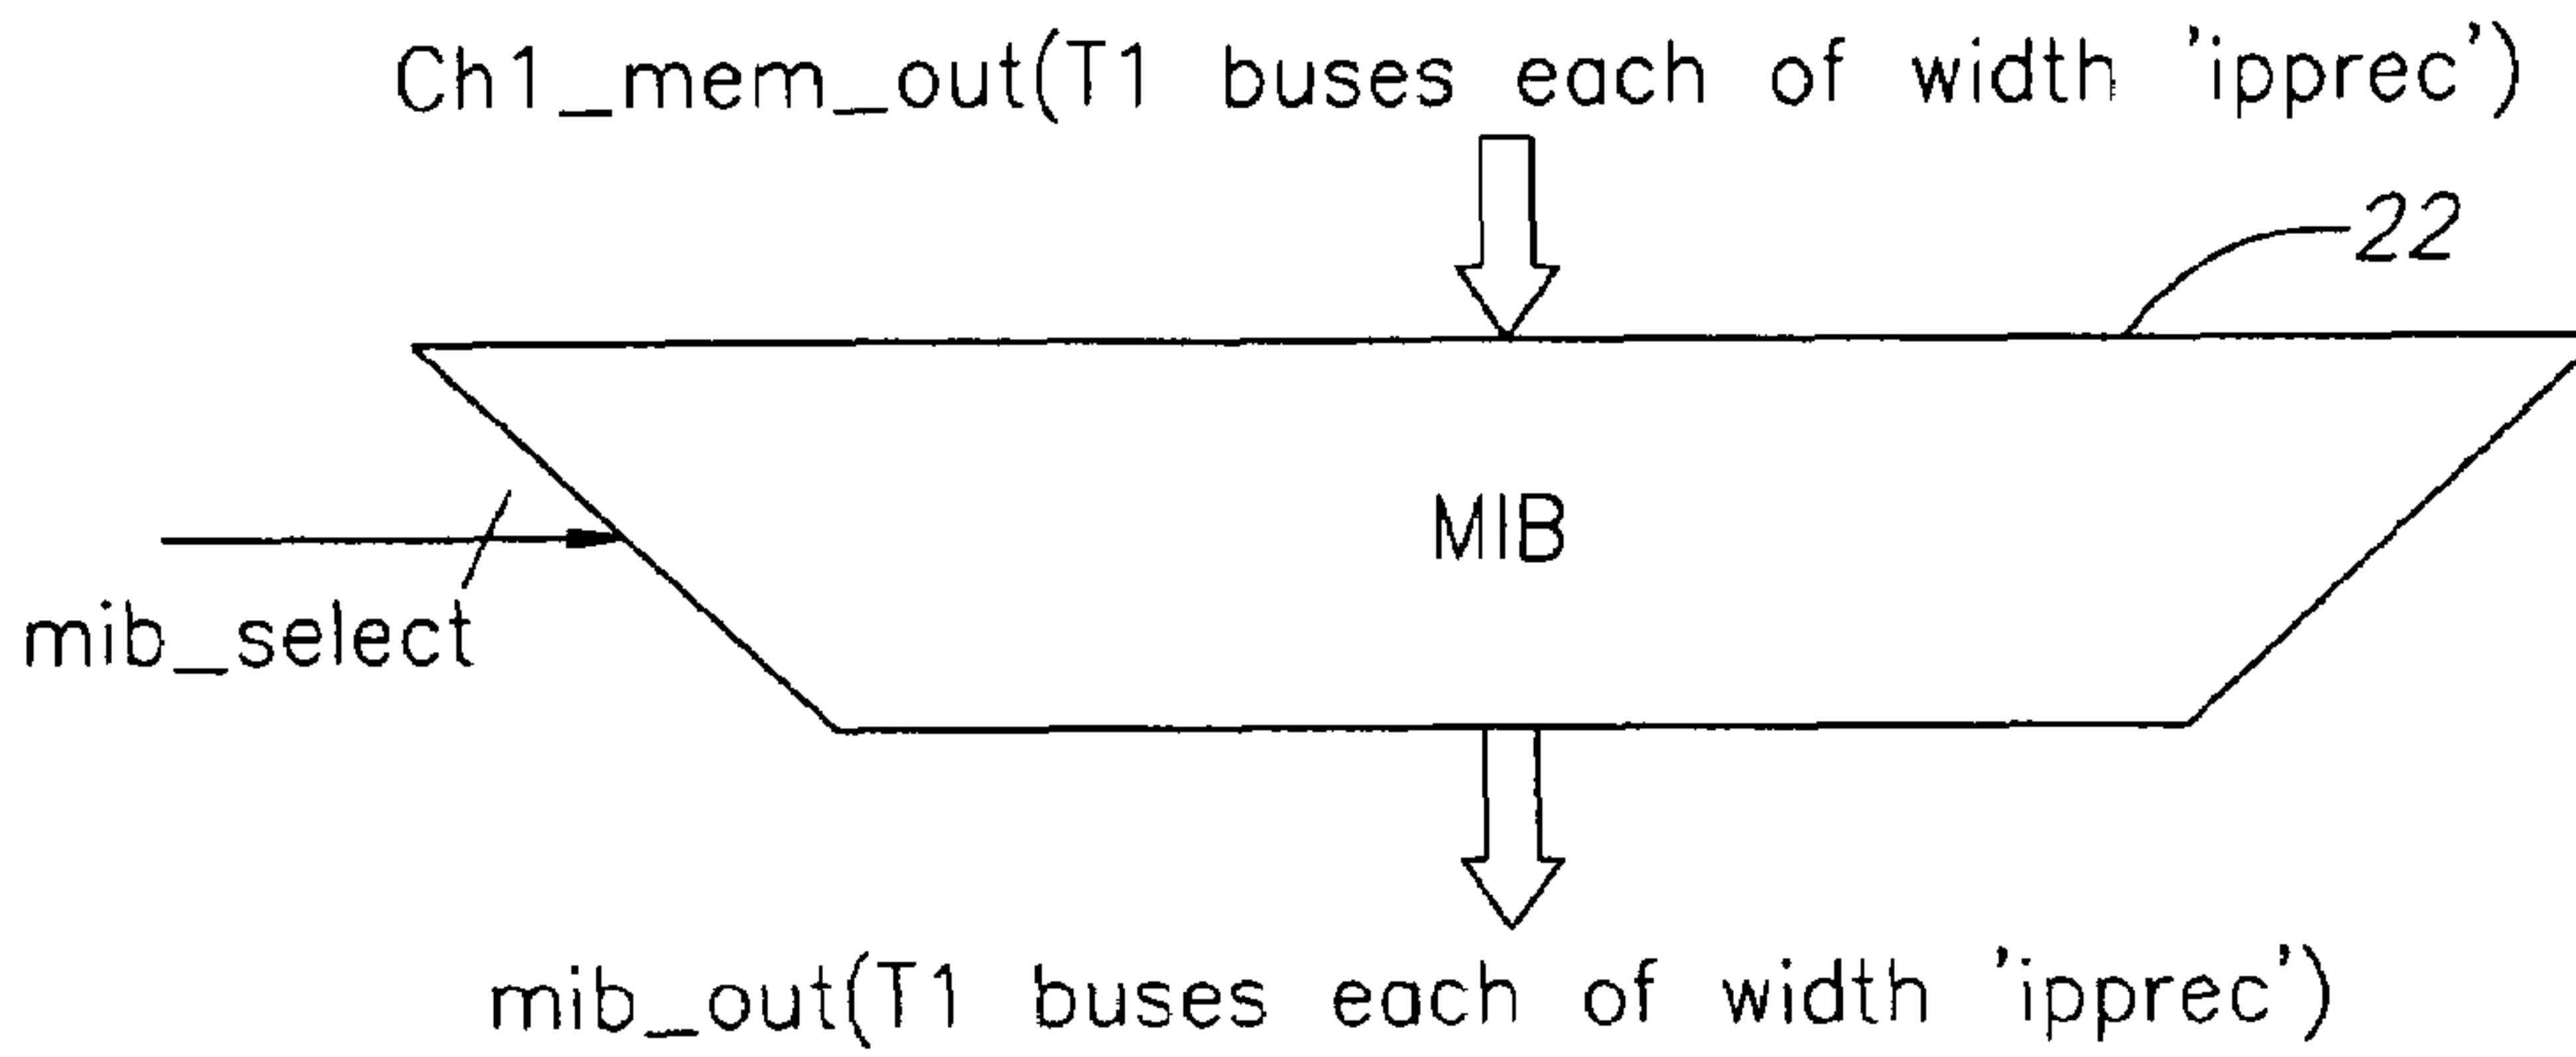 Ch1_mem_out(T1 buses each of width 'ipprec')
22
MIB
mib_select
mib_out(T1 buses each of width 'ipprec')